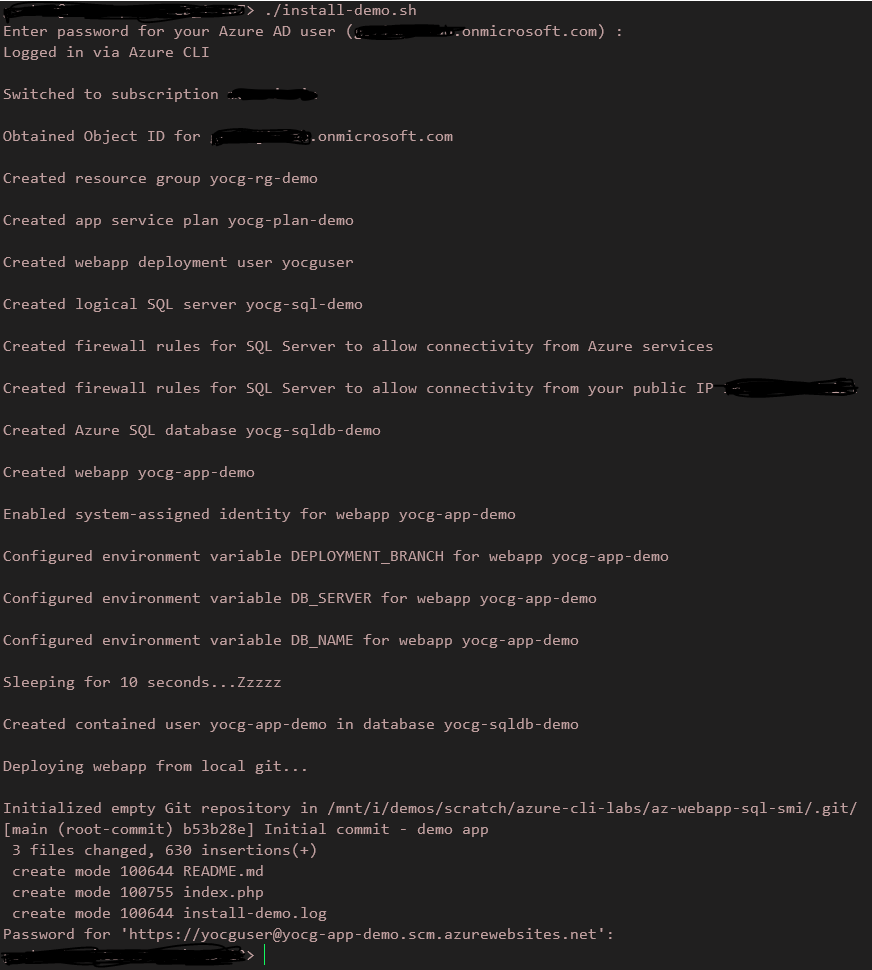 > ./install-demo.sh
Enter password for your Azure AD user (.onmicrosoft.com) :
Logged in via Azure CLI
Switched to subscription
Obtained Object ID for .onmicrosoft.com
Created resource group yocg-rg-demo
Created app service plan yocg-plan-demo
Created webapp deployment user yocguser
Created logical SQL server yocg-sql-demo
Created firewall rules for SQL Server to allow connectivity from Azure services
Created firewall rules for SQL Server to allow connectivity from your public IP
Created Azure SQL database yocg-sqldb-demo
Created webapp yocg-app-demo
Enabled system-assigned identity for webapp yocg-app-demo
Configured environment variable DEPLOYMENT_BRANCH for webapp yocg-app-demo
Configured environment variable DB_SERVER for webapp yocg-app-demo
Configured environment variable DB_NAME for webapp yocg-app-demo
Sleeping for 10 seconds...Zzzzz
Created contained user yocg-app-demo in database yocg-sqldb-demo
Deploying webapp from local git...
Initialized empty Git repository in /mnt/i/demos/scratch/azure-cli-labs/az-webapp-sql-smi/.git/
[main (root-commit) b53b28e] Initial commit - demo app
3 files changed, 630 insertions(+)
create mode 100644 README.md
create mode 100755 index.php
create mode 100644 install-demo.log
Password for 'https://yocguser@yocg-app-demo.scm.azurewebsites.net':
>